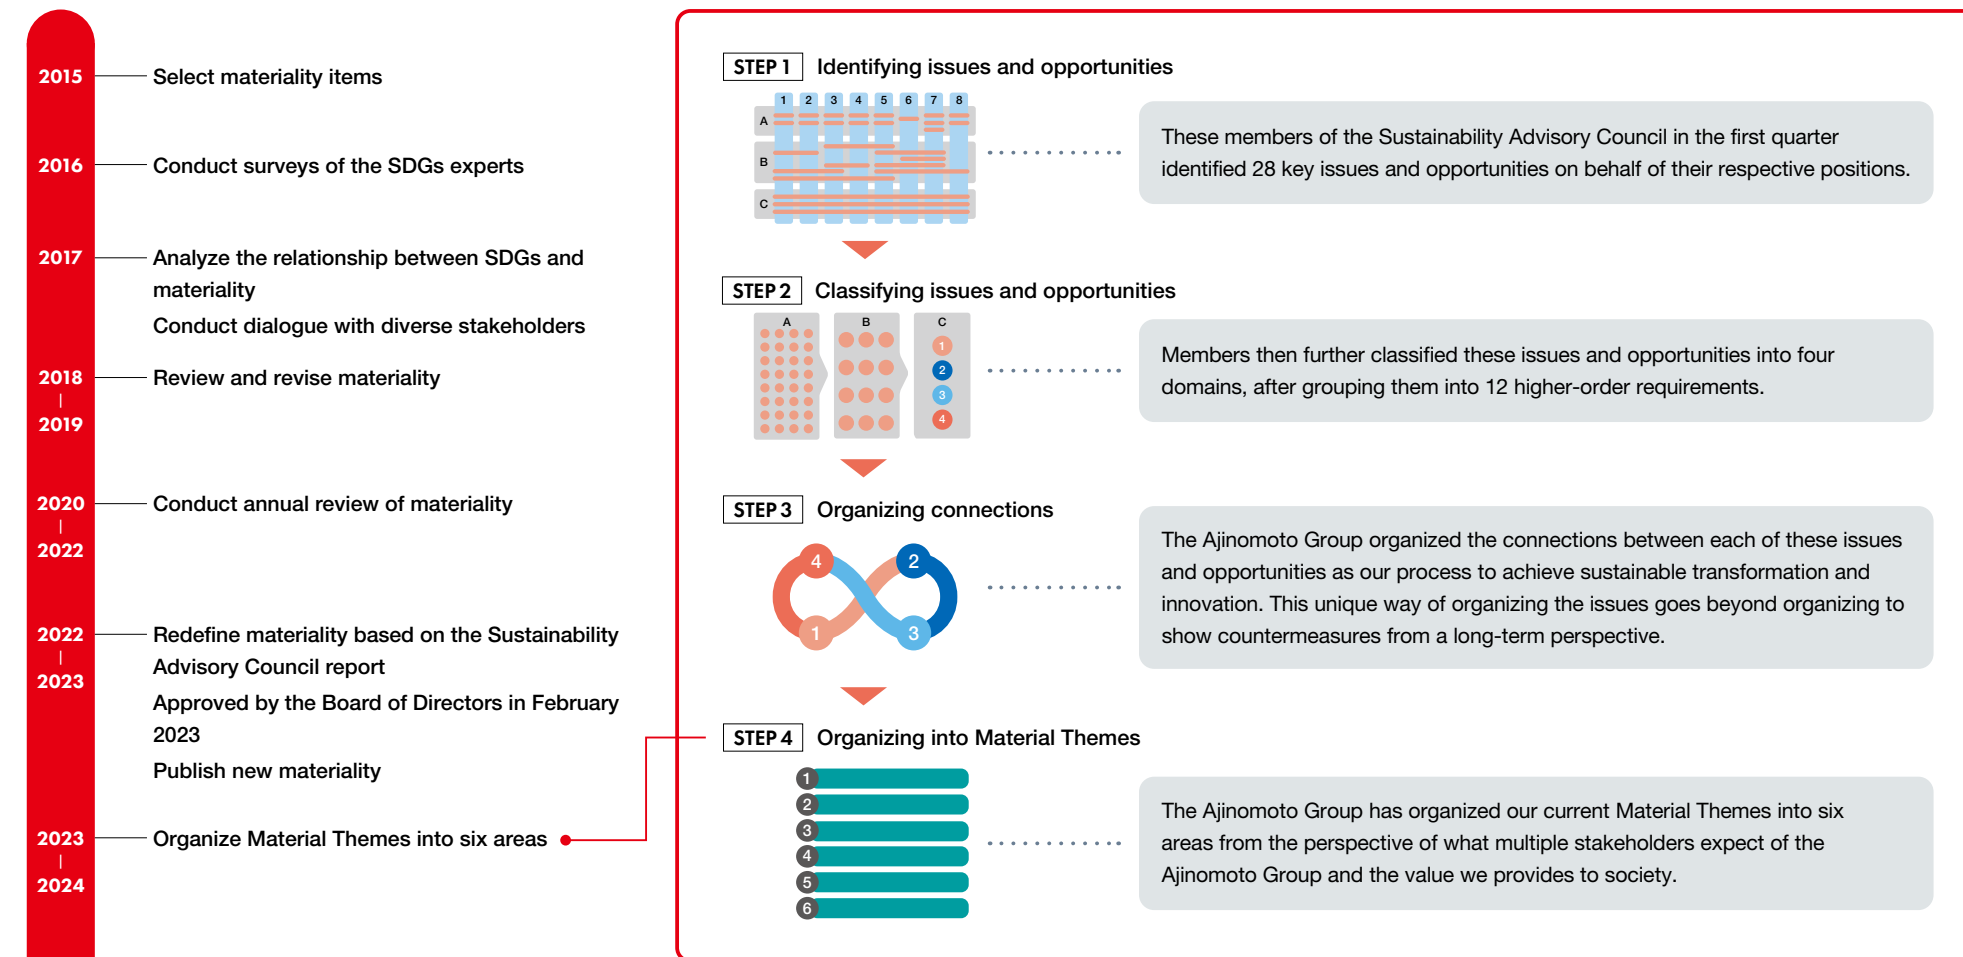 2015 Select materiality items
2016 Conduct surveys of the SDGs experts
2017 Analyze the relationship between SDGs and
materiality
Conduct dialogue with diverse stakeholders
2018 Review and revise materiality
|
2019
2020 Conduct annual review of materiality
|
2022
2022 Redefine materiality based on the Sustainability
| Advisory Council report
2023
Approved by the Board of Directors in February
2023
Publish new materiality
2023 Organize Material Themes into six areas
|
2024
STEP 1 Identifying issues and opportunities
1 2 3 4 5 6 7 8
A
B
C
These members of the Sustainability Advisory Council in the first quarter
identified 28 key issues and opportunities on behalf of their respective positions.
STEP 2 Classifying issues and opportunities
A B C
1
2
3
4
Members then further classified these issues and opportunities into four
domains, after grouping them into 12 higher-order requirements.
STEP 3 Organizing connections
4 2
1 3
The Ajinomoto Group organized the connections between each of these issues
and opportunities as our process to achieve sustainable transformation and
innovation. This unique way of organizing the issues goes beyond organizing to
show countermeasures from a long-term perspective.
STEP 4 Organizing into Material Themes
1
2
3
4
5
6
The Ajinomoto Group has organized our current Material Themes into six
areas from the perspective of what multiple stakeholders expect of the
Ajinomoto Group and the value we provides to society.